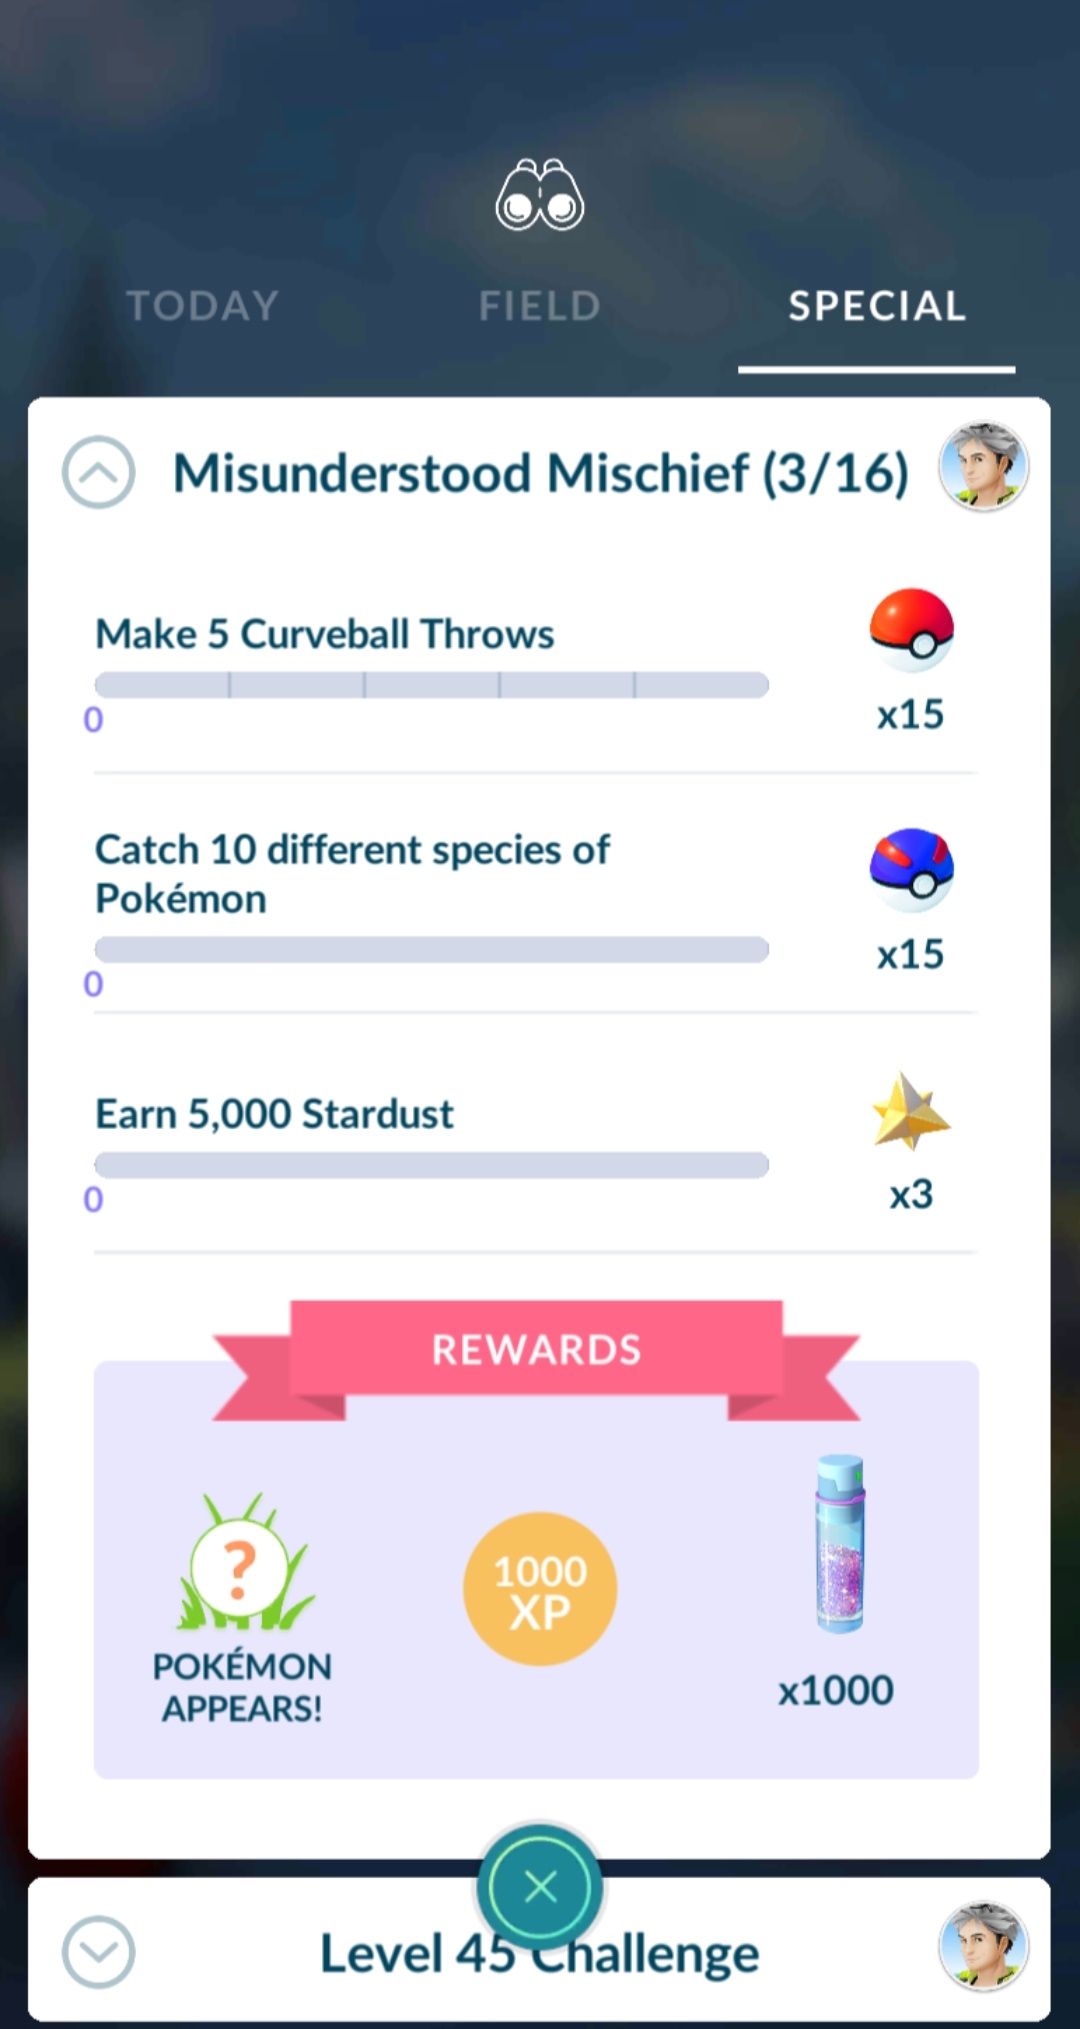 TODAY
FIELD
SPECIAL
Misunderstood Mischief (3/16)
Make 5 Curveball Throws
0
x15
Catch 10 different species of
Pokémon
0
x15
Earn 5,000 Stardust
0
x3
REWARDS
?
POKÉMON
APPEARS!
1000
XP
x1000
Level 45 Challenge